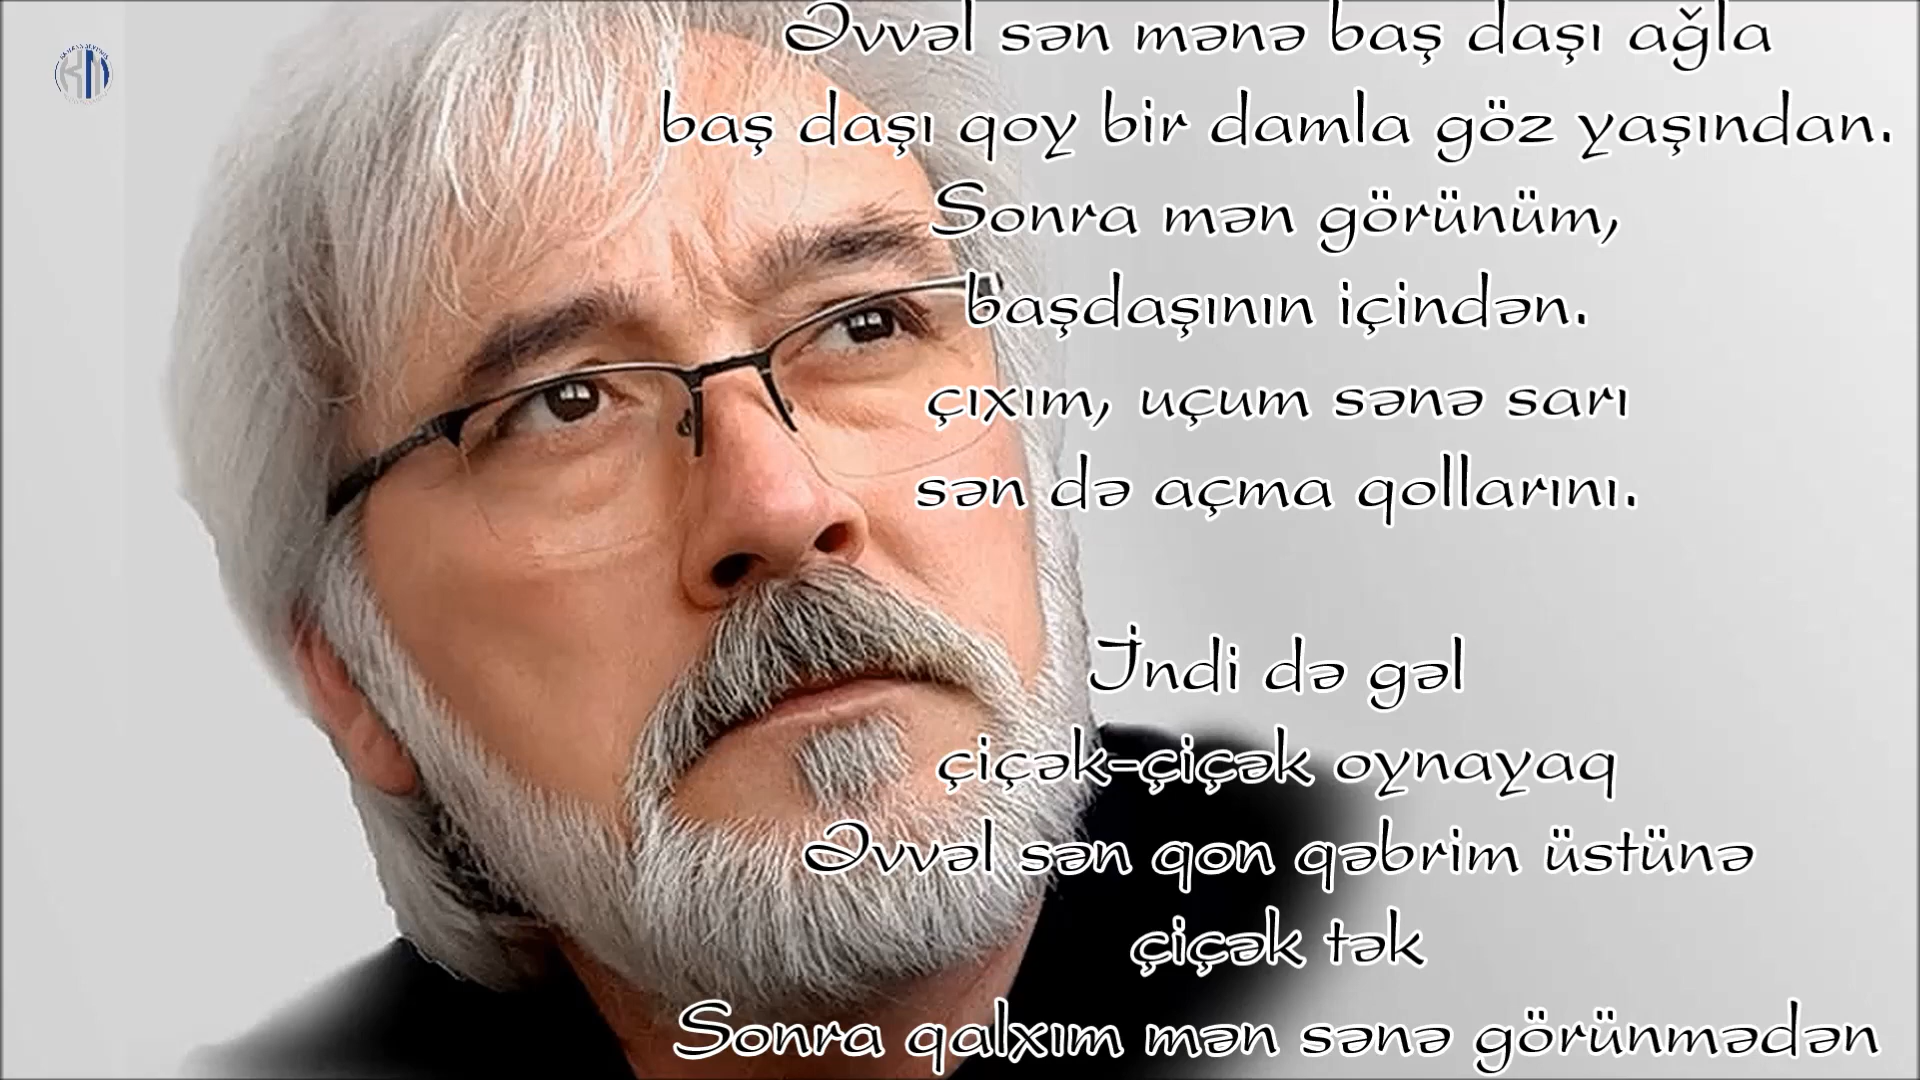 Əvvəl sən mənə baş daşı ağla
baş daşı qoy bir damla göz yaşından.
Sonra mən görünüm,
başdaşının içindən.
çıxım, uçum sənə sarı
sən də açma qollarını.
İndi də gəl
çiçək-çiçək oynayaq
Əvvəl sən qon qəbrim üstünə
çiçək tək
Sonra qalxım mən sənə görünmədən